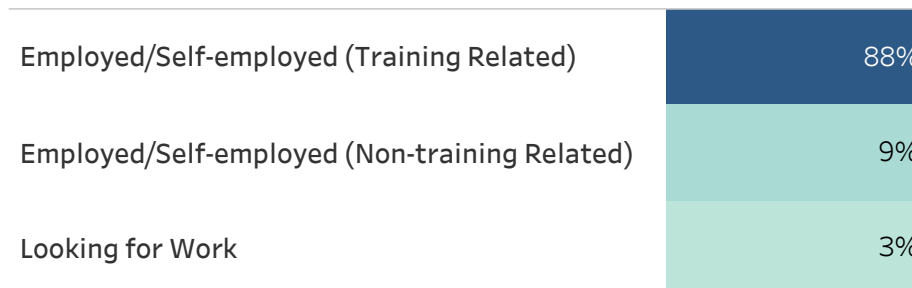 Employed/Self-employed (Training Related) 88%
Employed/Self-employed (Non-training Related) 9%
Looking for Work 3%